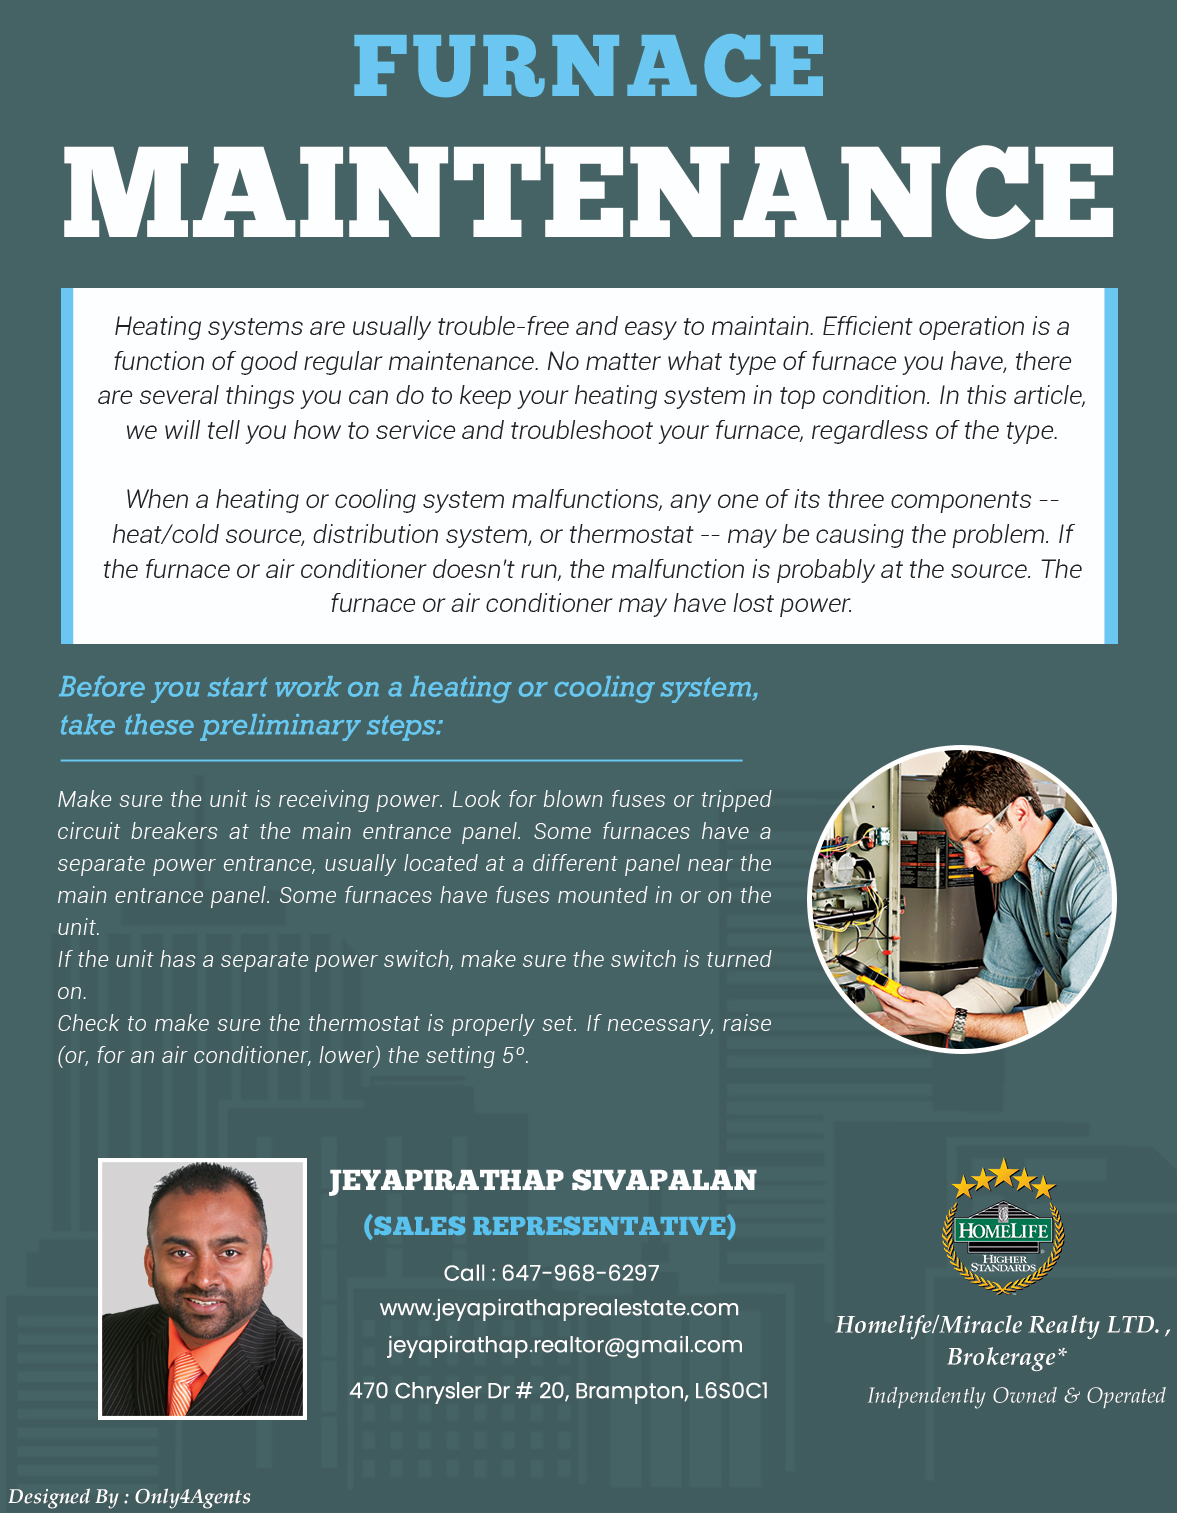 FURNACE
MAINTENANCE
Heating systems are usually trouble-free and easy to maintain. Efficient operation is a
function of good regular maintenance. No matter what type of furnace you have, there
are several things you can do to keep your heating system in top condition. In this article,
we will tell you how to service and troubleshoot your furnace, regardless of the type.
When a heating or cooling system malfunctions, any one of its three components --
heat/cold source, distribution system, or thermostat -- may be causing the problem. If
the furnace or air conditioner doesn't run, the malfunction is probably at the source. The
furnace or air conditioner may have lost power.
Before you start work on a heating or cooling system,
take these preliminary steps:
Make sure the unit is receiving power. Look for blown fuses or tripped
circuit breakers at the main entrance panel. Some furnaces have a
separate power entrance, usually located at a different panel near the
main entrance panel. Some furnaces have fuses mounted in or on the
unit.
If the unit has a separate power switch, make sure the switch is turned
on.
Check to make sure the thermostat is properly set. If necessary, raise
(or, for an air conditioner, lower) the setting 5º.
JEYAPIRATHAP SIVAPALAN
(SALES REPRESENTATIVE)
Call : 647-968-6297
www.jeyapirathaprealestate.com
jeyapirathap.realtor@gmail.com
470 Chrysler Dr # 20, Brampton, L6S0C1
HOMELIFE
HIGHER
STANDARDS
Homelife/Miracle Realty LTD. ,
Brokerage*
Indpendently Owned & Operated
Designed By : Only4Agents